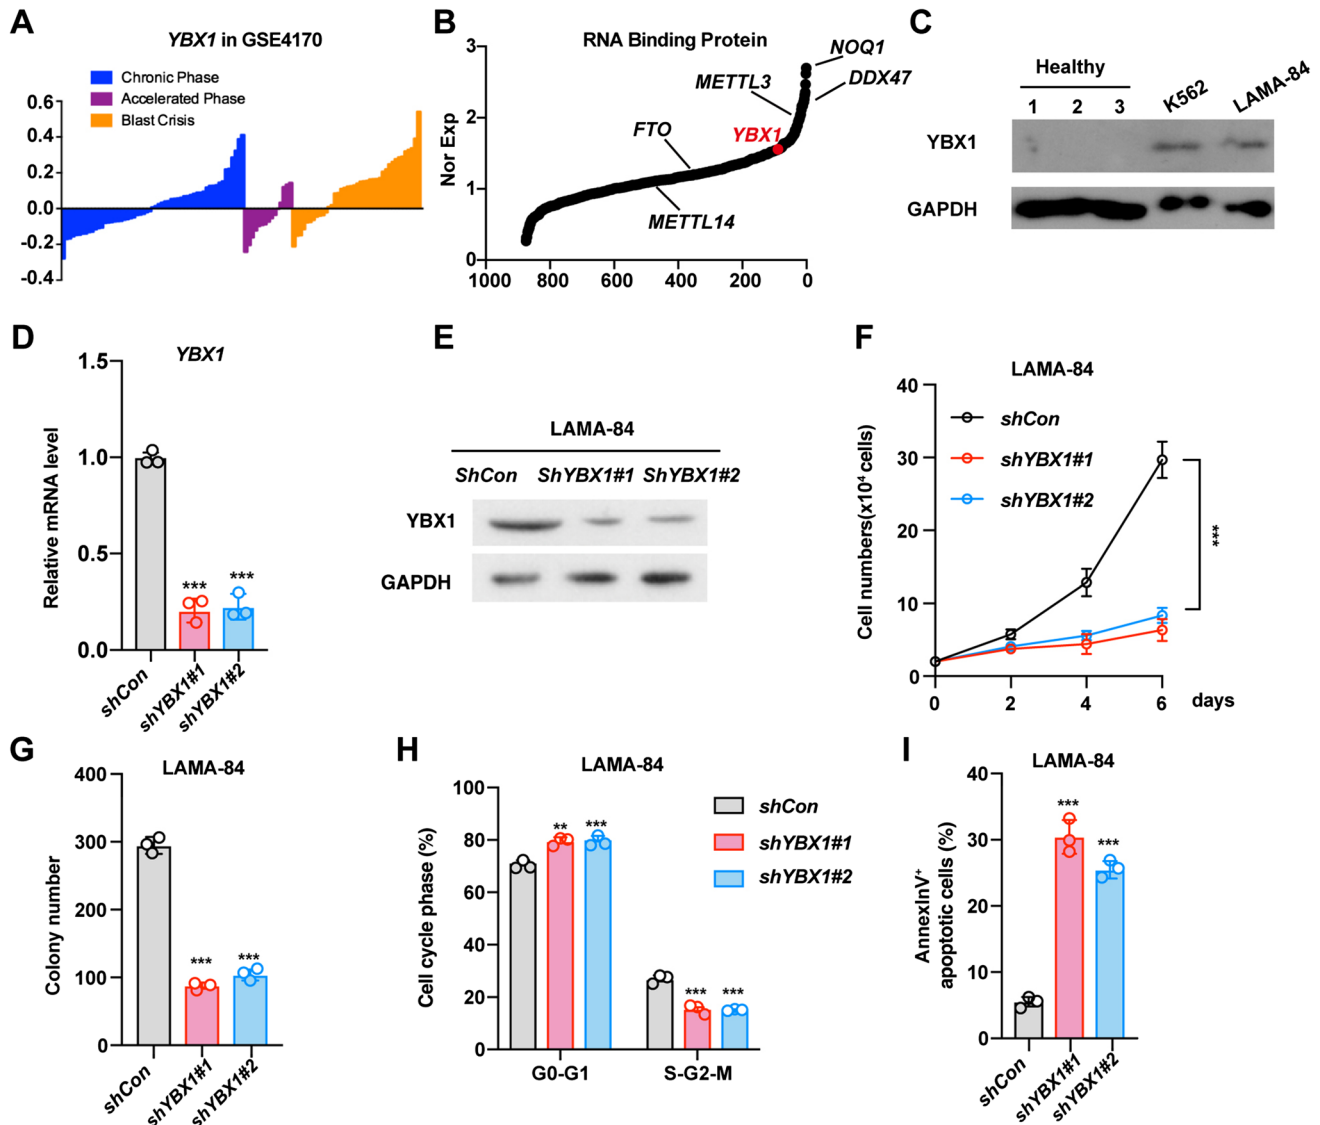 A
YBX1 in GSE4170
Chronic Phase
Accelerated Phase
Blast Crisis
0.6
0.4
0.2
0.0
-0.2
-0.4
B
RNA Binding Protein
Nor Exp
3
2
1
0
1000 800 600 400 200 0
NOQ1
DDX47
METTL3
YBX1
FTO
METTL14
C
Healthy
1 2 3 K562 LAMA-84
YBX1
GAPDH
D
YBX1
Relative mRNA level
1.5
1.0
0.5
0.0
*** ***
shCon shYBX1#1 shYBX1#2
E
LAMA-84
ShCon ShYBX1#1 ShYBX1#2
YBX1
GAPDH
F
LAMA-84
Cell numbers(x10⁴ cells)
40
30
20
10
0
shCon
shYBX1#1
shYBX1#2
***
0 2 4 6 days
G
LAMA-84
Colony number
400
300
200
100
0
*** ***
shCon shYBX1#1 shYBX1#2
H
LAMA-84
Cell cycle phase (%)
100
80
60
40
20
0
** ***
*** ***
G0-G1 S-G2-M
shCon
shYBX1#1
shYBX1#2
I
LAMA-84
AnnexInV⁺
apoptotic cells (%)
40
30
20
10
0
*** ***
shCon shYBX1#1 shYBX1#2